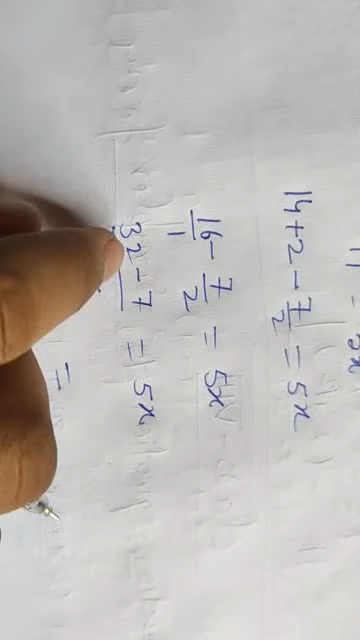 14 + 2 - 7/2 = 5x
16/1 - 7/2 = 5x
32 - 7 = 5x
=